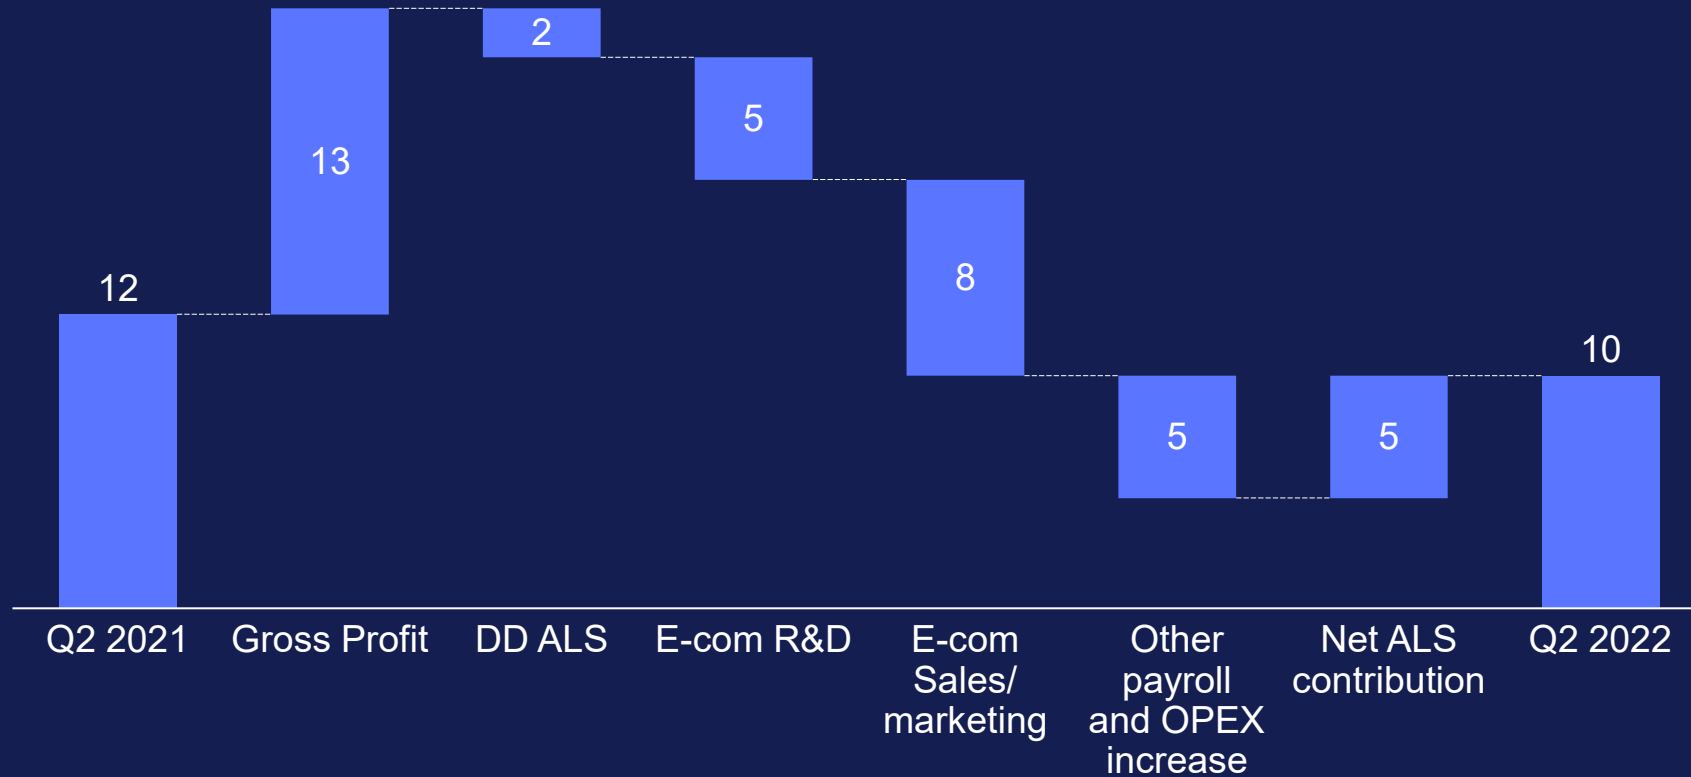 2
5
13
8
12
10
5
5
Q2 2021
Gross Profit
DD ALS
E-com R&D
E-com
Sales/
marketing
Other
payroll
and OPEX
increase
Net ALS
contribution
Q2 2022